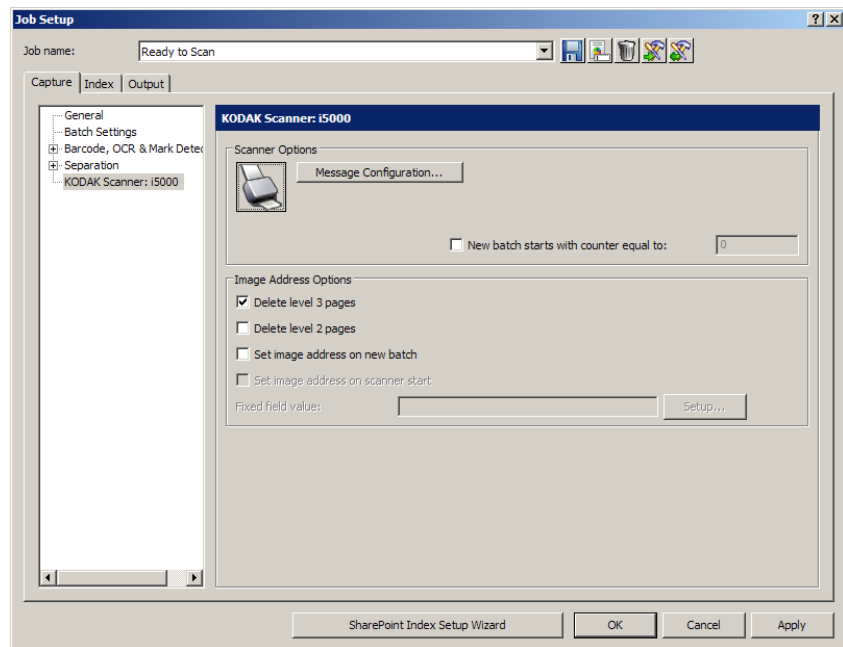 Job Setup
Job name: Ready to Scan
Capture Index Output
General
Batch Settings
Barcode, OCR & Mark Detec
Separation
KODAK Scanner: i5000
KODAK Scanner: i5000
Scanner Options
Message Configuration...
New batch starts with counter equal to: 0
Image Address Options
Delete level 3 pages
Delete level 2 pages
Set image address on new batch
Set image address on scanner start
Fixed field value: Setup...
SharePoint Index Setup Wizard OK Cancel Apply